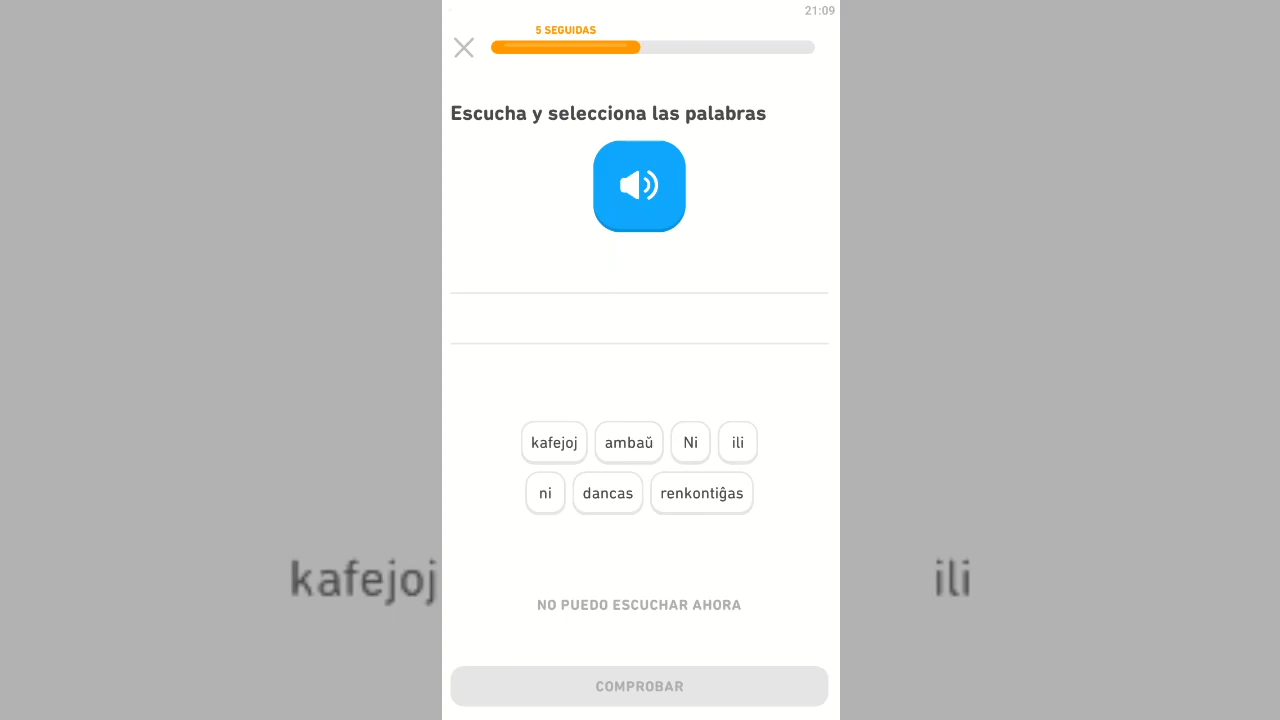 21:09
5 SEGUIDAS
Escucha y selecciona las palabras
kafejoj ambaŭ Ni ili
ni dancas renkontiĝas
kafejoj ili
NO PUEDO ESCUCHAR AHORA
COMPROBAR